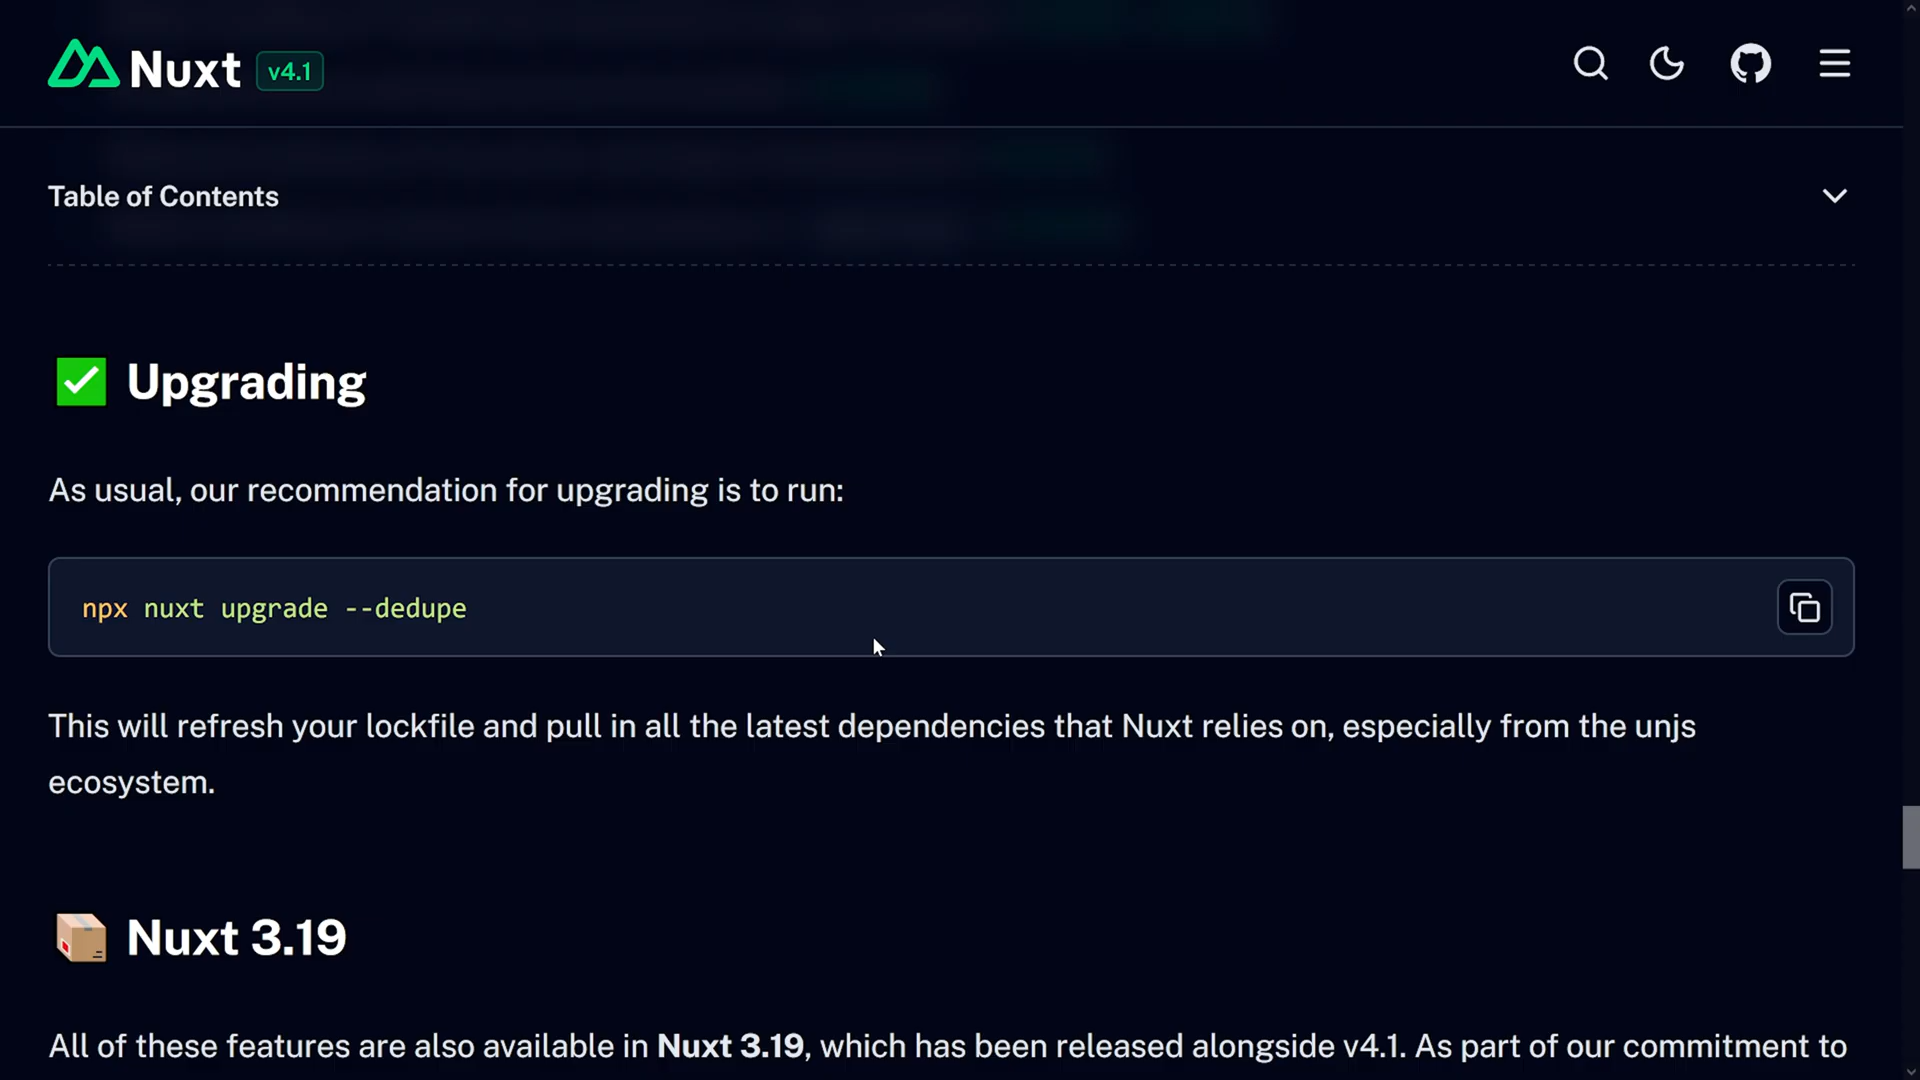 Nuxt v4.1
Table of Contents
✅ Upgrading
As usual, our recommendation for upgrading is to run:
npx nuxt upgrade --dedupe
This will refresh your lockfile and pull in all the latest dependencies that Nuxt relies on, especially from the unjs
ecosystem.
📦 Nuxt 3.19
All of these features are also available in Nuxt 3.19, which has been released alongside v4.1. As part of our commitment to